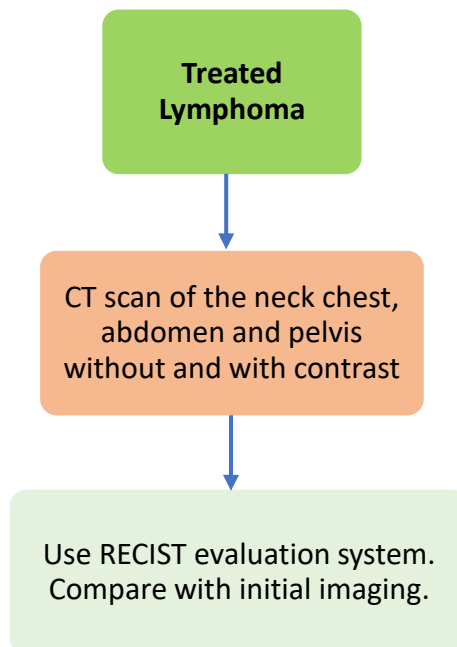 Treated
Lymphoma
CT scan of the neck chest,
abdomen and pelvis
without and with contrast
Use RECIST evaluation system.
Compare with initial imaging.